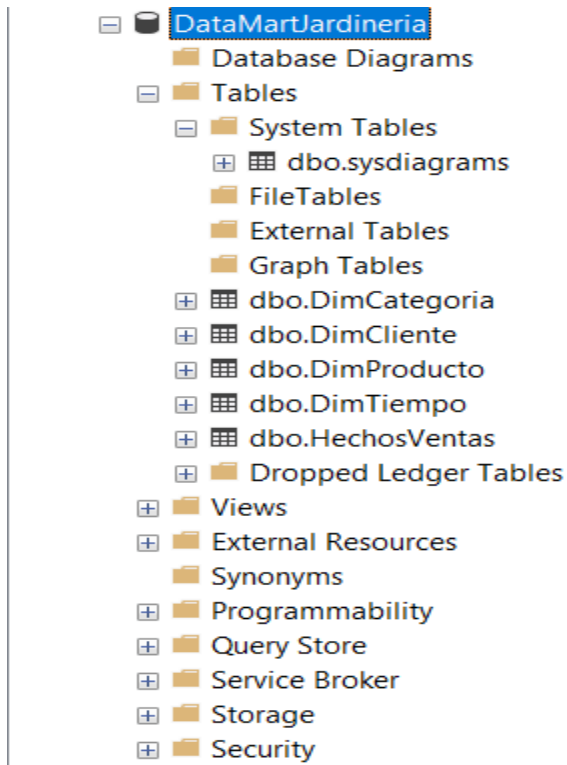 DataMartJardineria
Database Diagrams
Tables
System Tables
dbo.sysdiagrams
FileTables
External Tables
Graph Tables
dbo.DimCategoria
dbo.DimCliente
dbo.DimProducto
dbo.DimTiempo
dbo.HechosVentas
Dropped Ledger Tables
Views
External Resources
Synonyms
Programmability
Query Store
Service Broker
Storage
Security